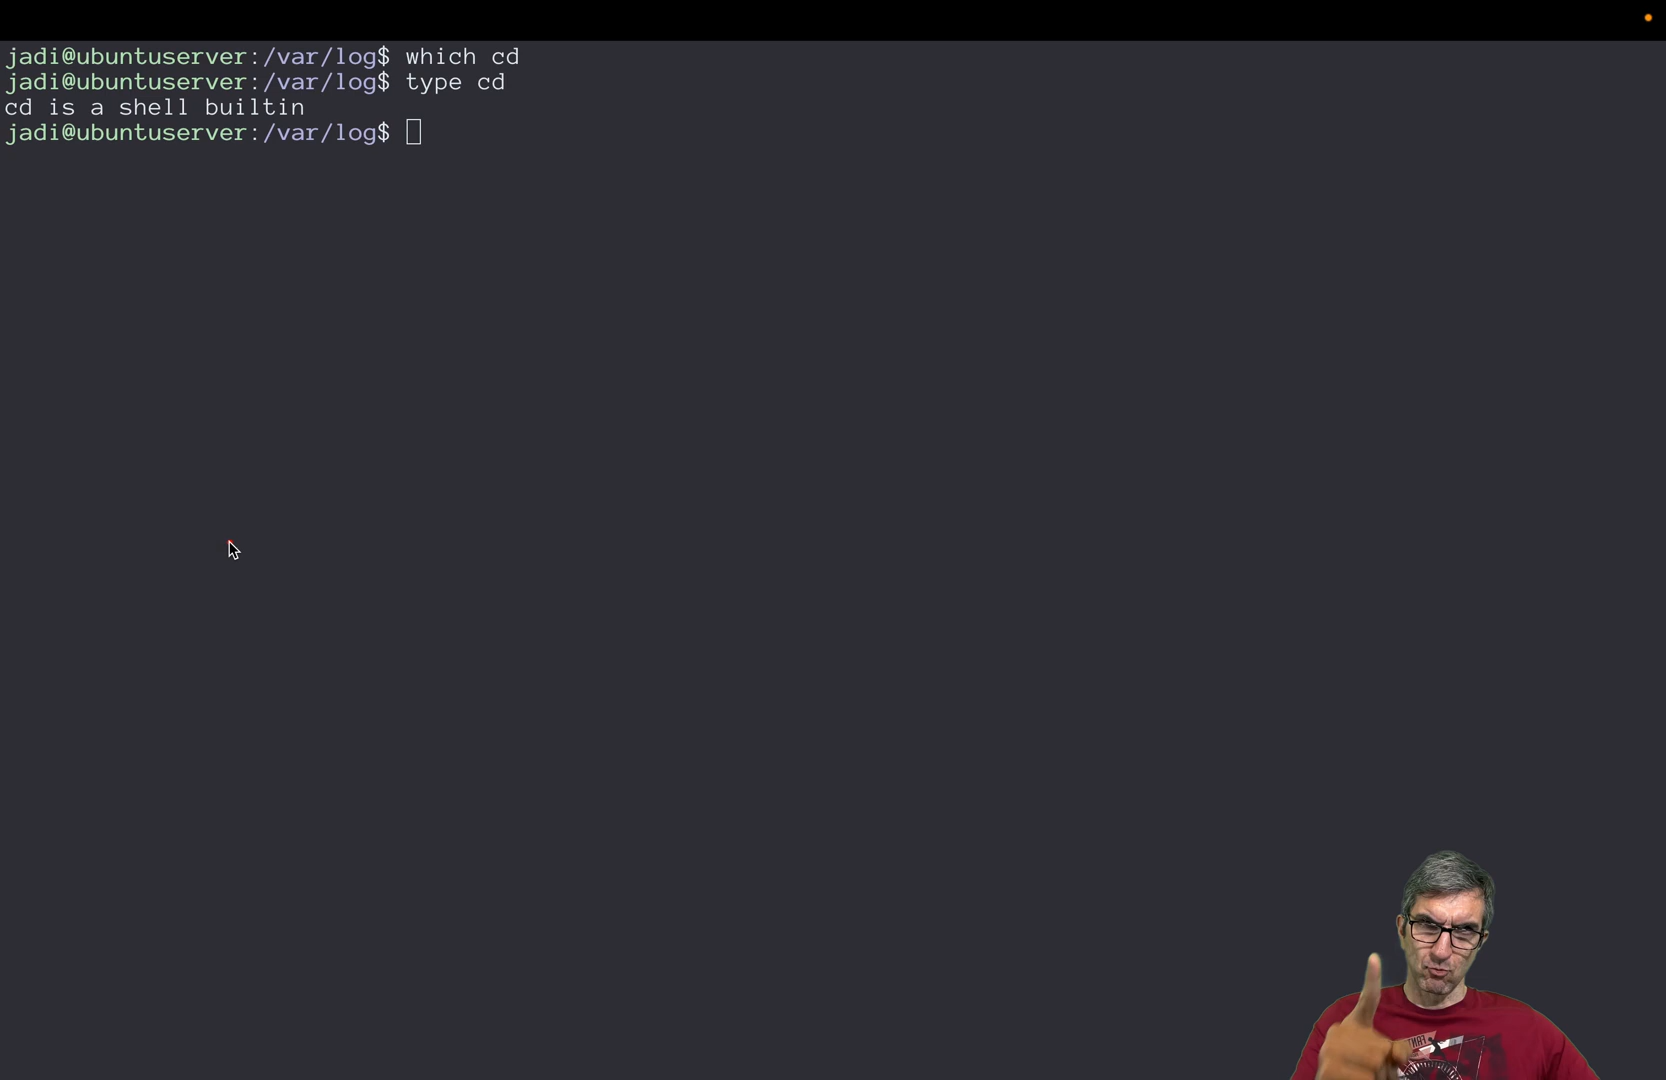 jadi@ubuntuserver:/var/log$ which cd
jadi@ubuntuserver:/var/log$ type cd
cd is a shell builtin
jadi@ubuntuserver:/var/log$